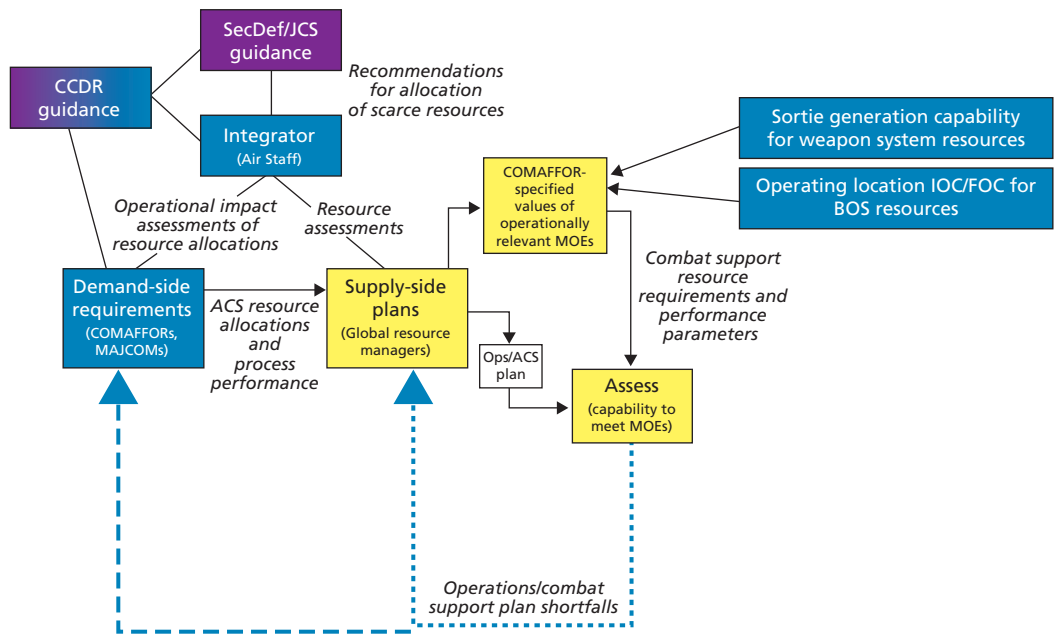 SecDef/JCS
guidance
CCDR
guidance
Recommendations
for allocation
of scarce resources
Integrator
(Air Staff)
Sortie generation capability
for weapon system resources
COMAFFOR-
specified
values of
operationally
relevant MOEs
Operating location IOC/FOC for
BOS resources
Operational impact
assessments of
resource allocations
Resource
assessments
Combat support
resource
requirements and
performance
parameters
Demand-side
requirements
(COMAFFORs,
MAJCOMs)
ACS resource
allocations
and
process
performance
Supply-side
plans
(Global resource
managers)
Ops/ACS
plan
Assess
(capability to
meet MOEs)
Operations/combat
support plan shortfalls